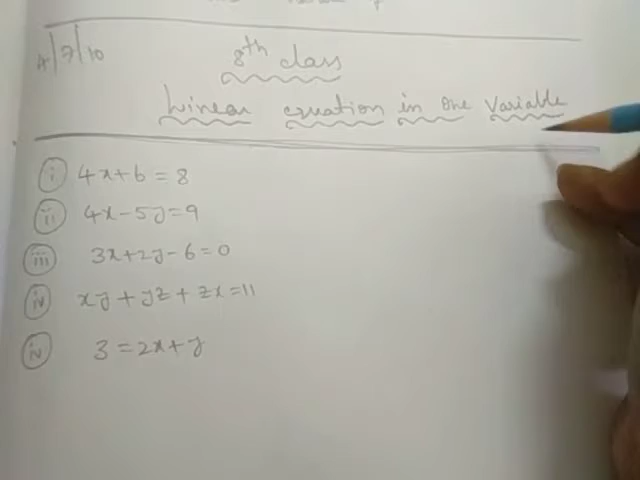 4/7/10
8th class
Linear equation in one Variable
i 4x+6=8
ii 4x-5y=9
iii 3x+2y-6=0
iv xy+yz+zx=11
iv 3=2x+y